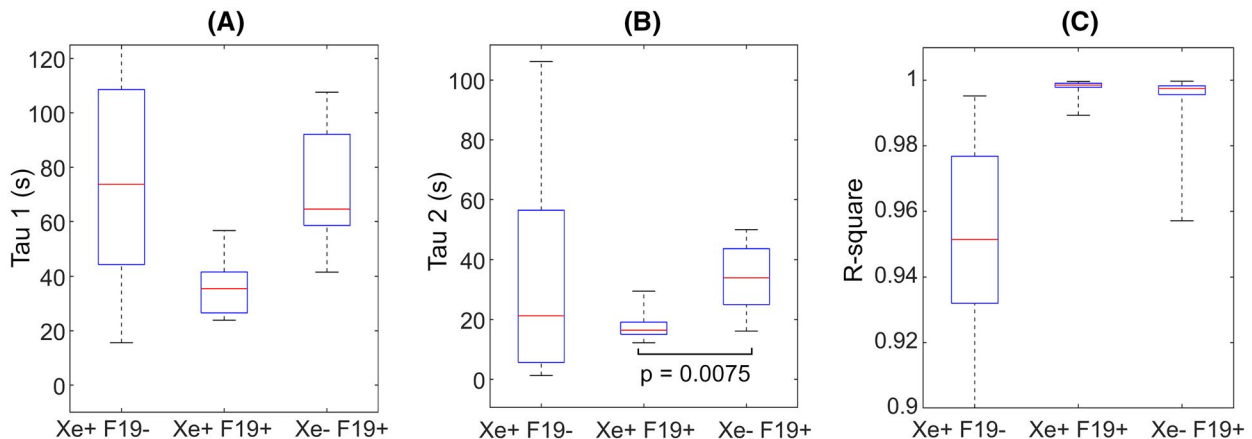 (A)
Tau 1 (s)
120
100
80
60
40
20
0
Xe+ F19- Xe+ F19+ Xe- F19+
(B)
Tau 2 (s)
100
80
60
40
20
0
p = 0.0075
Xe+ F19- Xe+ F19+ Xe- F19+
(C)
R-square
1
0.98
0.96
0.94
0.92
0.9
Xe+ F19- Xe+ F19+ Xe- F19+